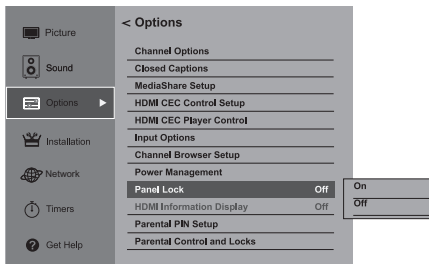 Picture
Sound
Options
Installation
Network
Timers
Get Help
< Options
Channel Options
Closed Captions
MediaShare Setup
HDMI CEC Control Setup
HDMI CEC Player Control
Input Options
Channel Browser Setup
Power Management
Panel Lock Off
HDMI Information Display Off
Parental PIN Setup
Parental Control and Locks
On
Off